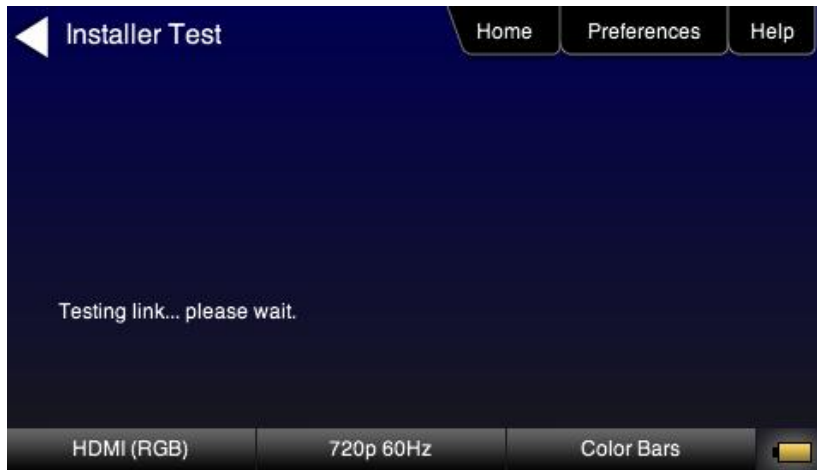 Installer Test
Home
Preferences
Help
Testing link... please wait.
HDMI (RGB)
720p 60Hz
Color Bars